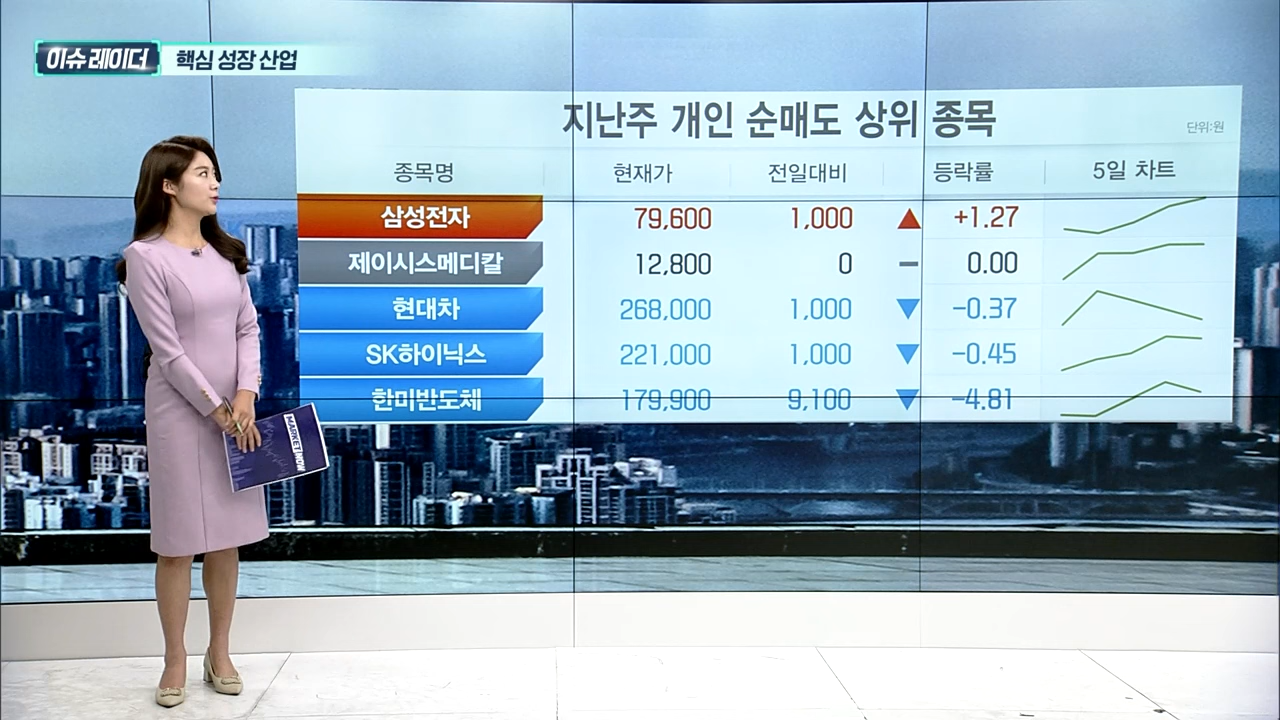 이슈 레이더 핵심 성장 산업
지난주 개인 순매도 상위 종목
단위:원
종목명 현재가 전일대비 등락률 5일 차트
삼성전자 79,600 1,000 ▲ +1.27
제이시스메디칼 12,800 0 − 0.00
현대차 268,000 1,000 ▼ −0.37
SK하이닉스 221,000 1,000 ▼ −0.45
한미반도체 179,900 9,100 ▼ −4.81
MARKET NOW